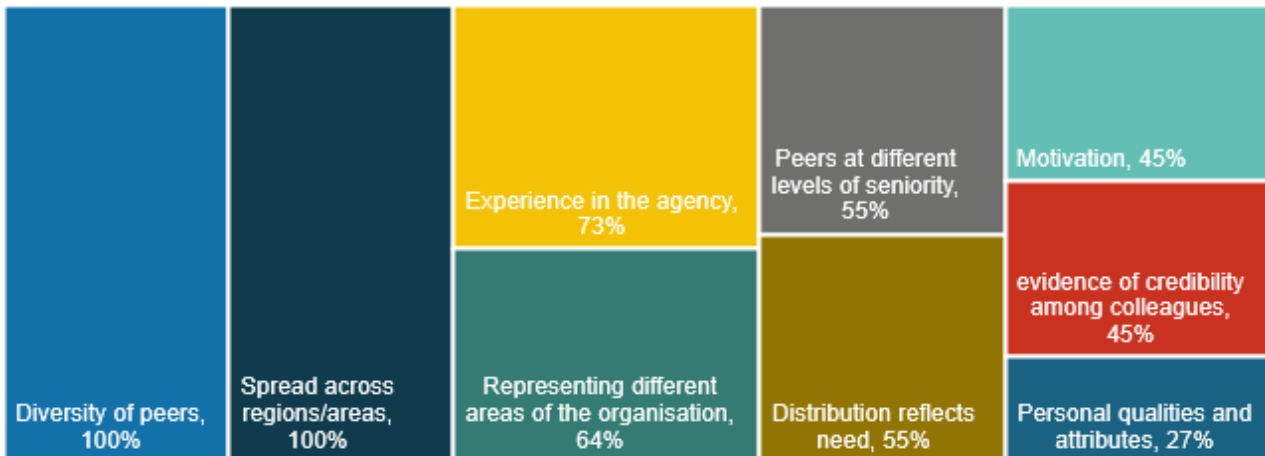 Diversity of peers,
100%
Spread across
regions/areas,
100%
Experience in the agency,
73%
Representing different
areas of the organisation,
64%
Peers at different
levels of seniority,
55%
Distribution reflects
need, 55%
Motivation, 45%
evidence of credibility
among colleagues,
45%
Personal qualities and
attributes, 27%